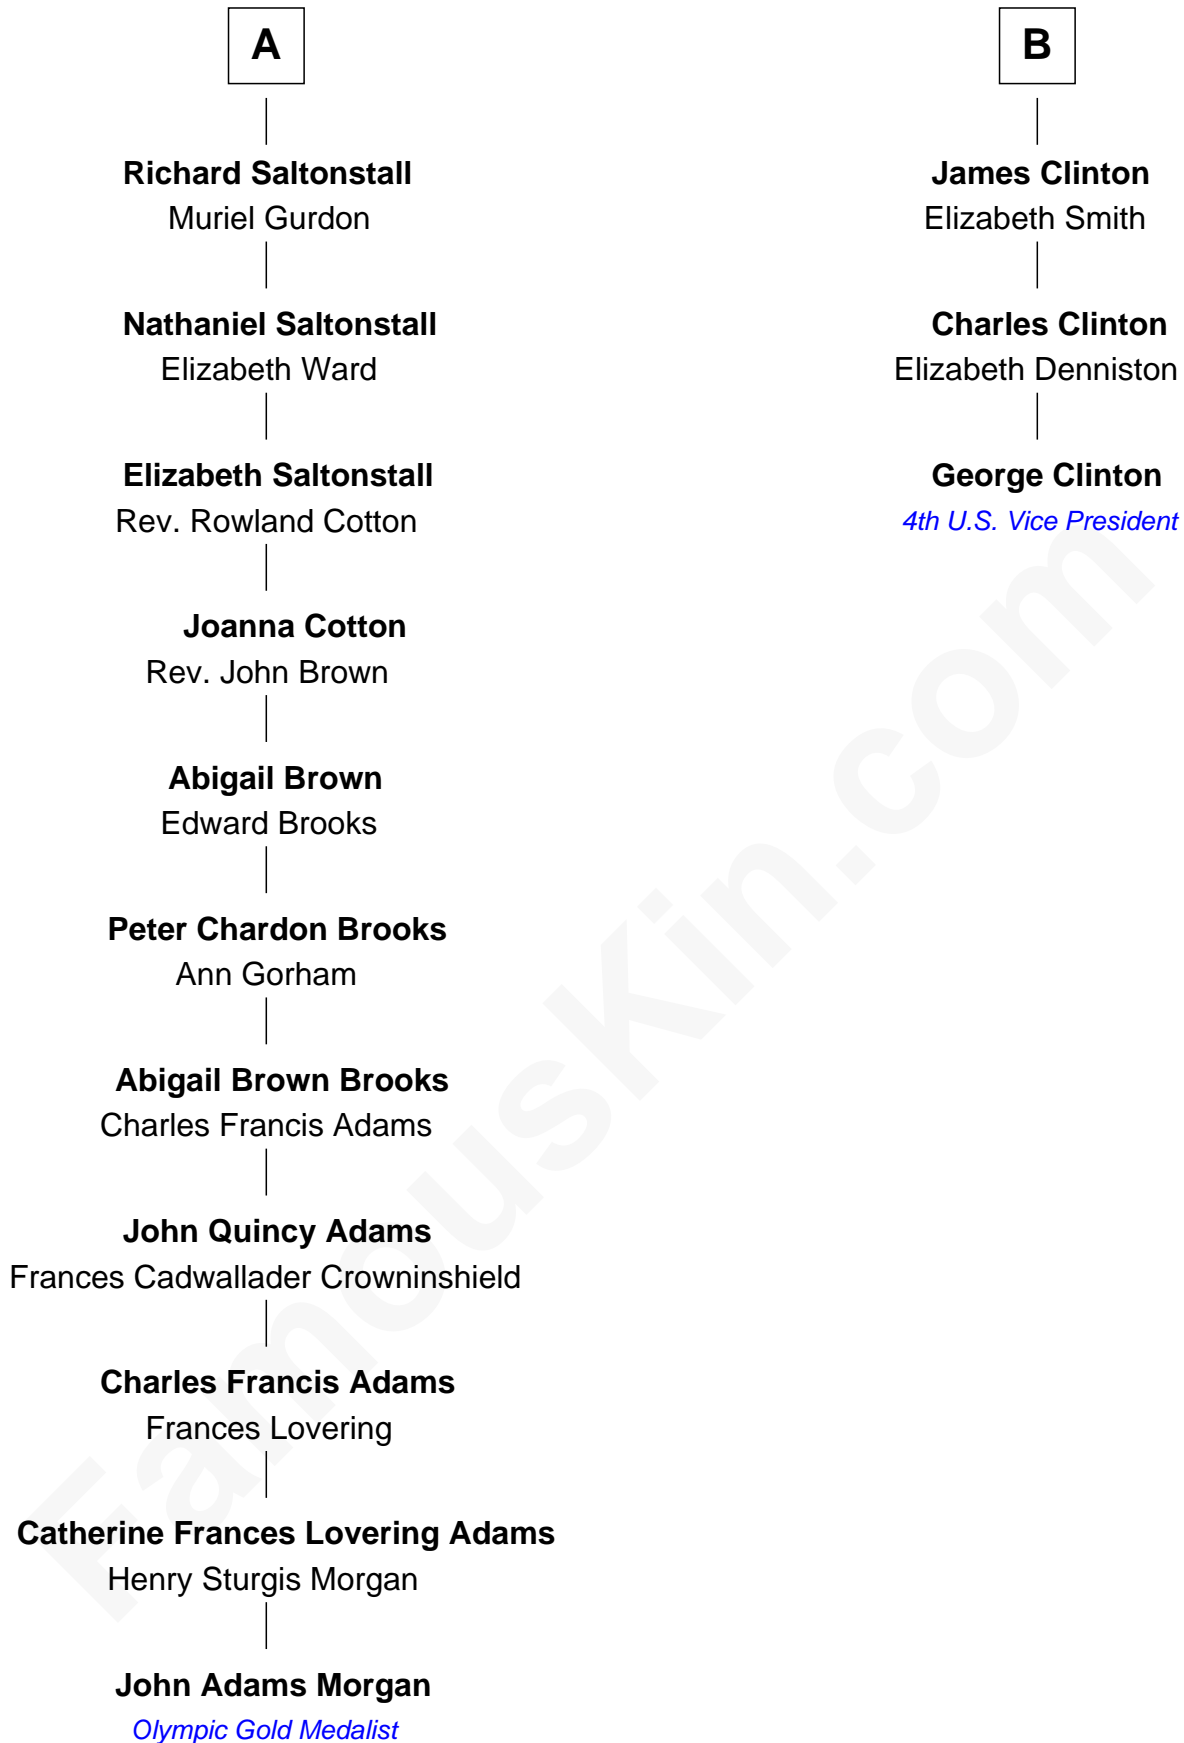 A
Richard Saltonstall
Muriel Gurdon
Nathaniel Saltonstall
Elizabeth Ward
Elizabeth Saltonstall
Rev. Rowland Cotton
Joanna Cotton
Rev. John Brown
Abigail Brown
Edward Brooks
Peter Chardon Brooks
Ann Gorham
Abigail Brown Brooks
Charles Francis Adams
John Quincy Adams
Frances Cadwallader Crowninshield
Charles Francis Adams
Frances Lovering
Catherine Frances Lovering Adams
Henry Sturgis Morgan
John Adams Morgan
Olympic Gold Medalist
B
James Clinton
Elizabeth Smith
Charles Clinton
Elizabeth Denniston
George Clinton
4th U.S. Vice President
FamousKin.com